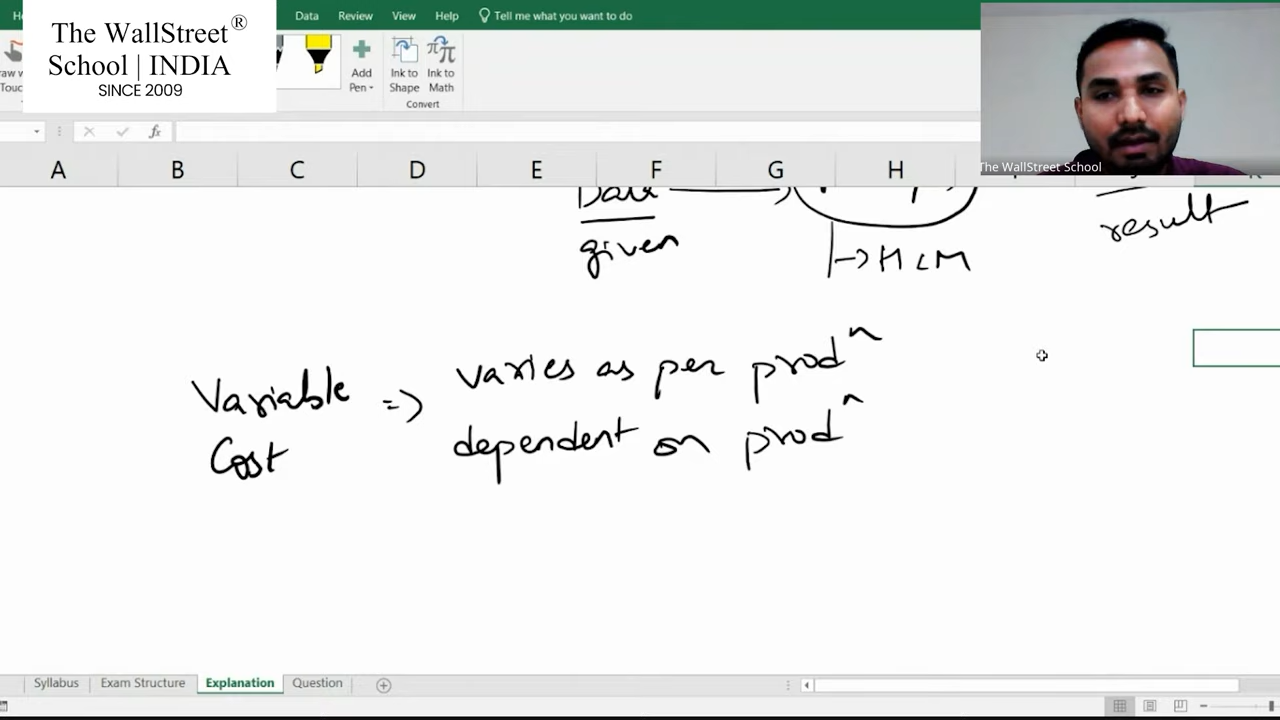 The WallStreet®
School | INDIA
SINCE 2009
Data Review View Help Tell me what you want to do
Add Pen
Ink to Shape
Ink to Math
Convert
fx
The WallStreet School
A B C D E F G H
given
result
→ HLM
Variable Cost => varies as per prodⁿ
dependent on prodⁿ
Syllabus Exam Structure Explanation Question